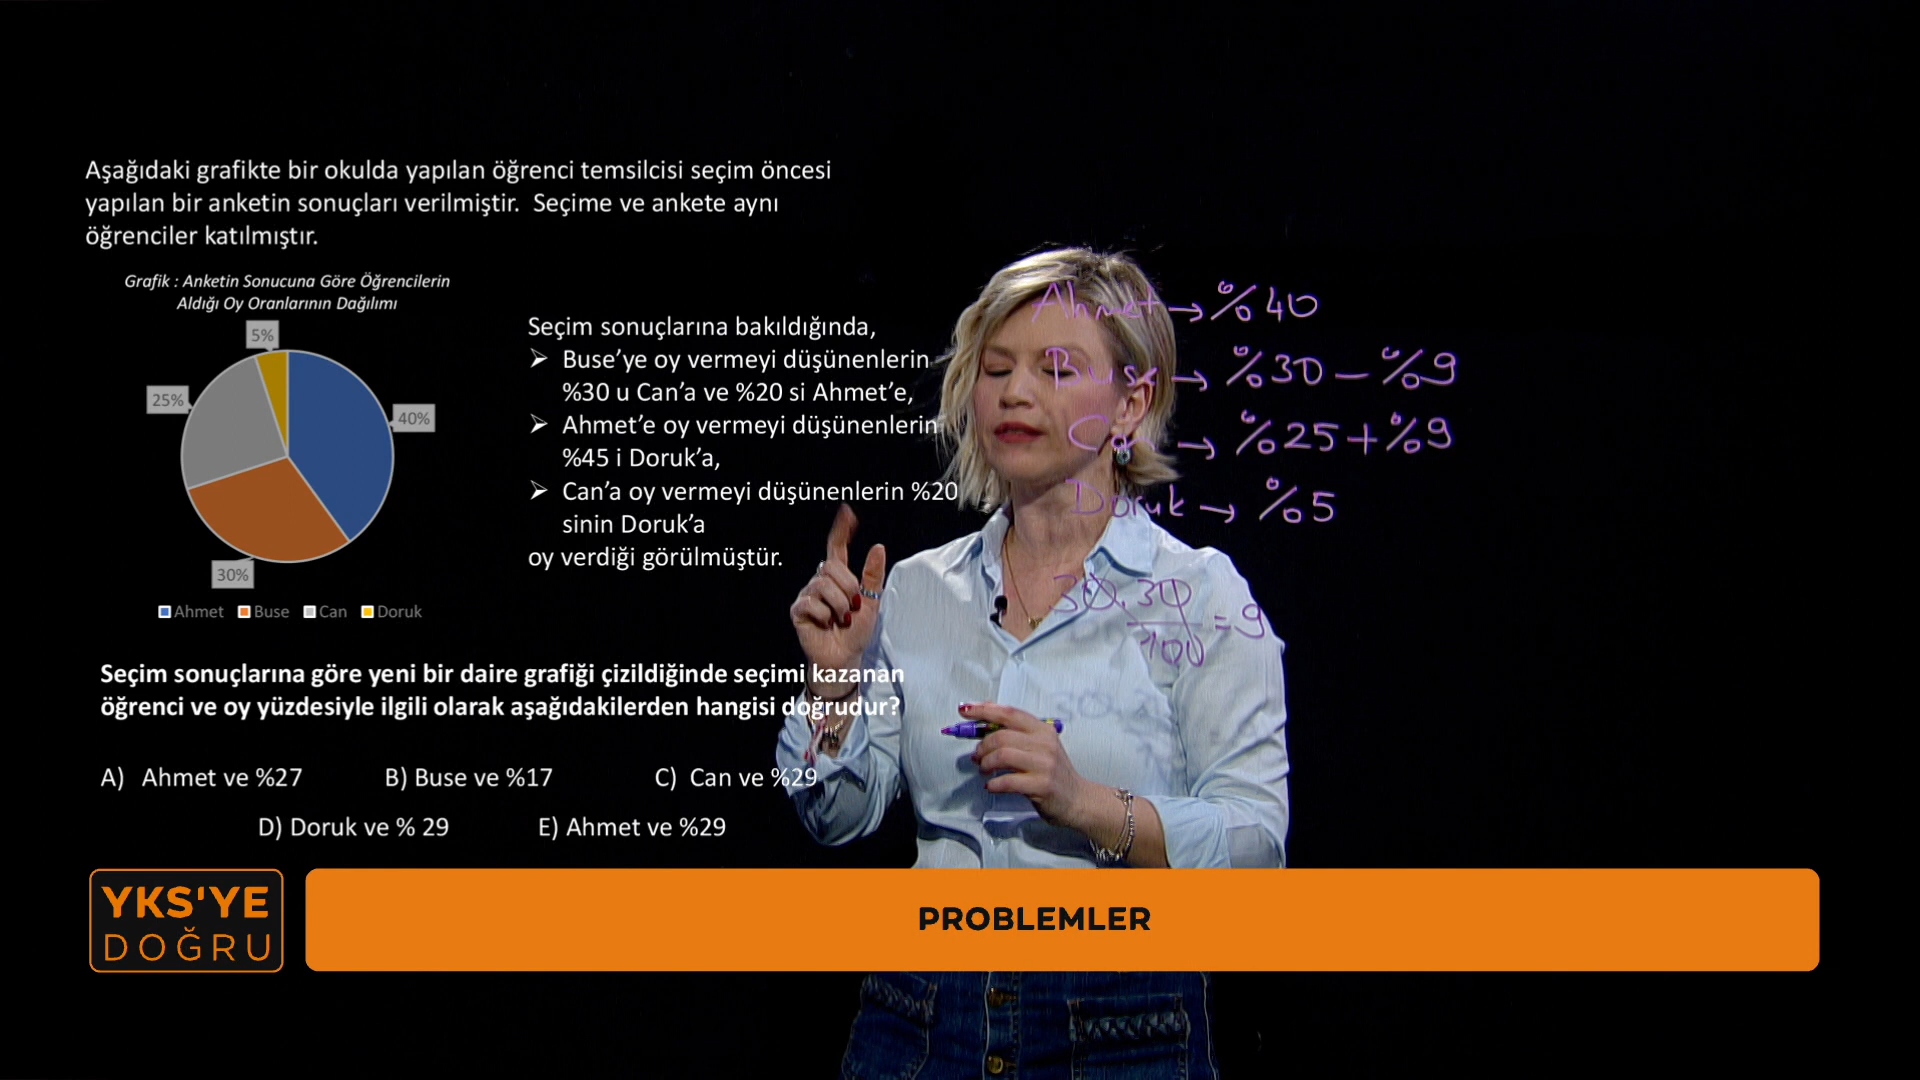 Aşağıdaki grafikte bir okulda yapılan öğrenci temsilcisi seçim öncesi
yapılan bir anketin sonuçları verilmiştir. Seçime ve ankete aynı
öğrenciler katılmıştır.
Grafik : Anketin Sonucuna Göre Öğrencilerin
Aldığı Oy Oranlarının Dağılımı
5%
25%
40%
30%
Ahmet Buse Can Doruk
Seçim sonuçlarına bakıldığında,
➢ Buse’ye oy vermeyi düşünenlerin
%30 u Can’a ve %20 si Ahmet’e,
➢ Ahmet’e oy vermeyi düşünenlerin
%45 i Doruk’a,
➢ Can’a oy vermeyi düşünenlerin %20
sinin Doruk’a
oy verdiği görülmüştür.
Ahmet → %40
Buse → %30 – %9
Can → %25 + %9
Doruk → %5
30.30
100
= 9
Seçim sonuçlarına göre yeni bir daire grafiği çizildiğinde seçimi kazanan
öğrenci ve oy yüzdesiyle ilgili olarak aşağıdakilerden hangisi doğrudur?
A) Ahmet ve %27 B) Buse ve %17 C) Can ve %29
D) Doruk ve % 29 E) Ahmet ve %29
YKS'YE
DOĞRU
PROBLEMLER